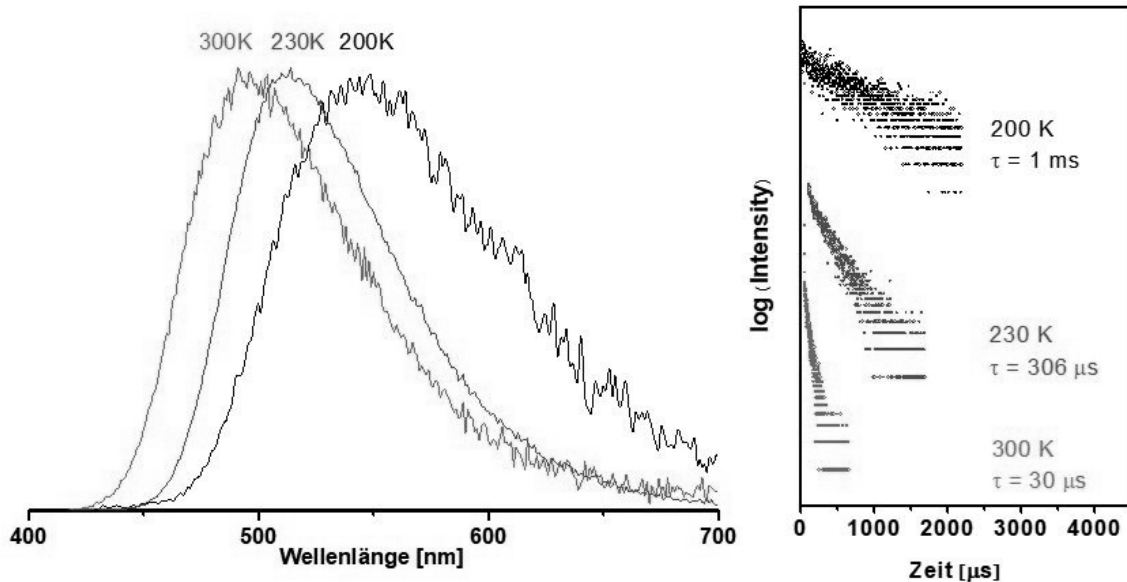 300K 230K 200K
400 500 600 700
Wellenlänge [nm]
log (Intensity)
200 K
τ = 1 ms
230 K
τ = 306 μs
300 K
τ = 30 μs
0 1000 2000 3000 4000
Zeit [μs]